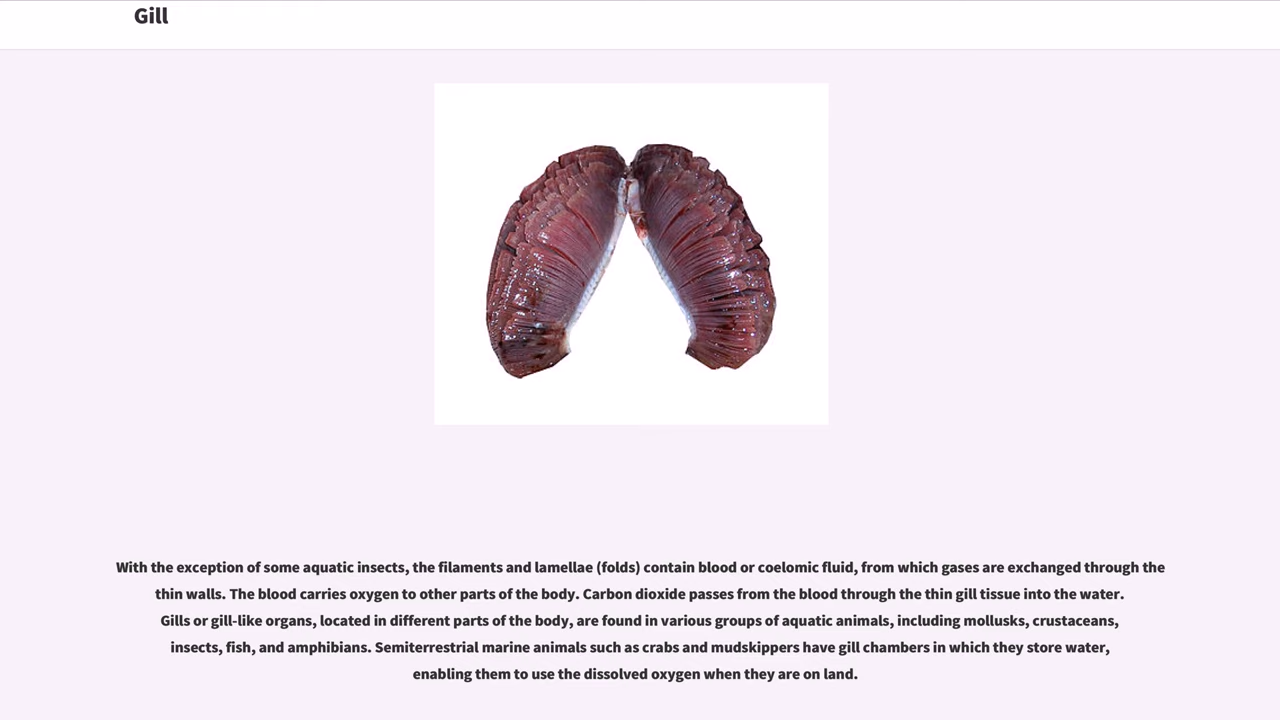 Gill
With the exception of some aquatic insects, the filaments and lamellae (folds) contain blood or coelomic fluid, from which gases are exchanged through the
thin walls. The blood carries oxygen to other parts of the body. Carbon dioxide passes from the blood through the thin gill tissue into the water.
Gills or gill-like organs, located in different parts of the body, are found in various groups of aquatic animals, including mollusks, crustaceans,
insects, fish, and amphibians. Semiterrestrial marine animals such as crabs and mudskippers have gill chambers in which they store water,
enabling them to use the dissolved oxygen when they are on land.